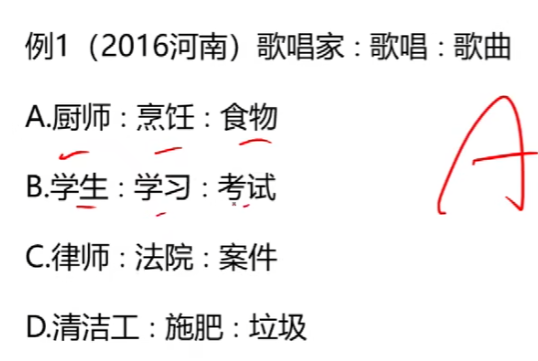 例1（2016河南）歌唱家：歌唱：歌曲
A.厨师：烹饪：食物
B.学生：学习：考试
C.律师：法院：案件
D.清洁工：施肥：垃圾
A